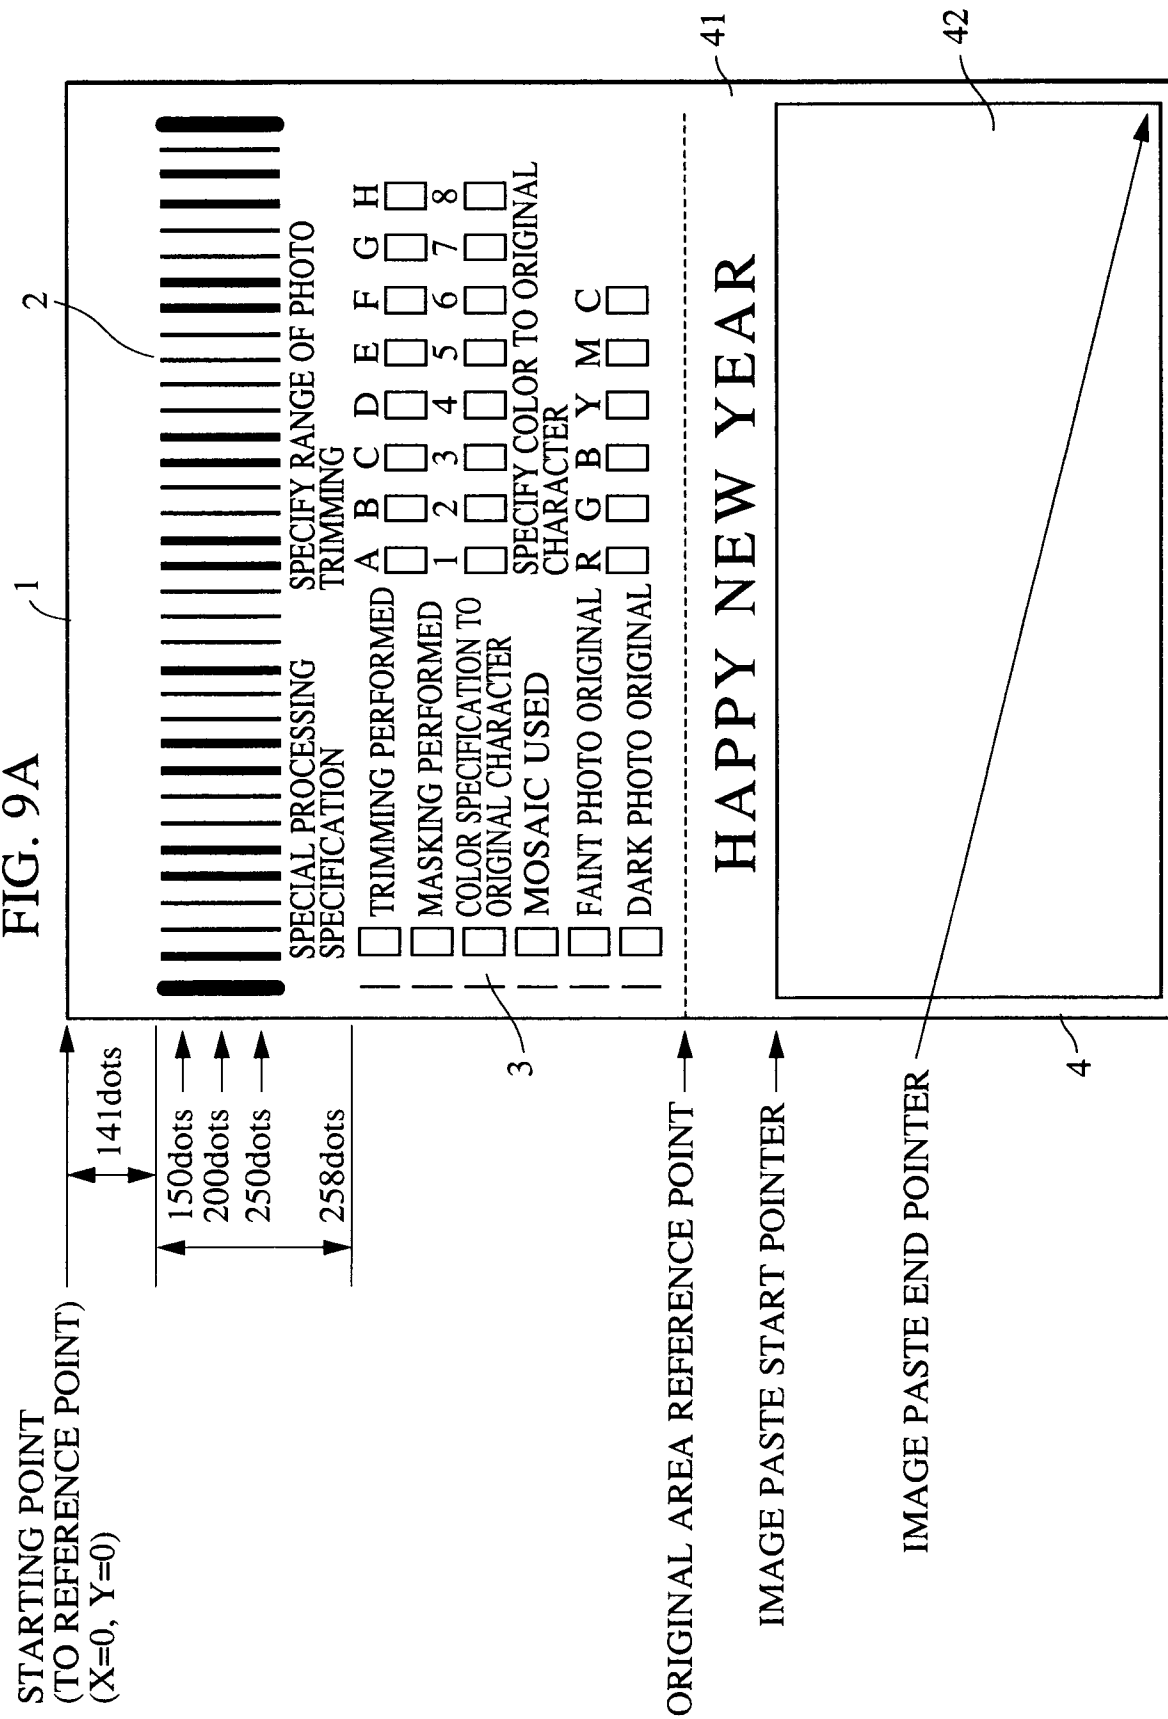 FIG. 9A
STARTING POINT
(TO REFERENCE POINT)
(X=0, Y=0)
141dots
150dots
200dots
250dots
258dots
1
2
SPECIAL PROCESSING
SPECIFICATION
TRIMMING PERFORMED
MASKING PERFORMED
COLOR SPECIFICATION TO
ORIGINAL CHARACTER
MOSAIC USED
FAINT PHOTO ORIGINAL
DARK PHOTO ORIGINAL
SPECIFY RANGE OF PHOTO
TRIMMING
A B C D E F G H
1 2 3 4 5 6 7 8
SPECIFY COLOR TO ORIGINAL
CHARACTER
R G B Y M C
3
ORIGINAL AREA REFERENCE POINT
HAPPY NEW YEAR
41
IMAGE PASTE START POINTER
42
IMAGE PASTE END POINTER
4